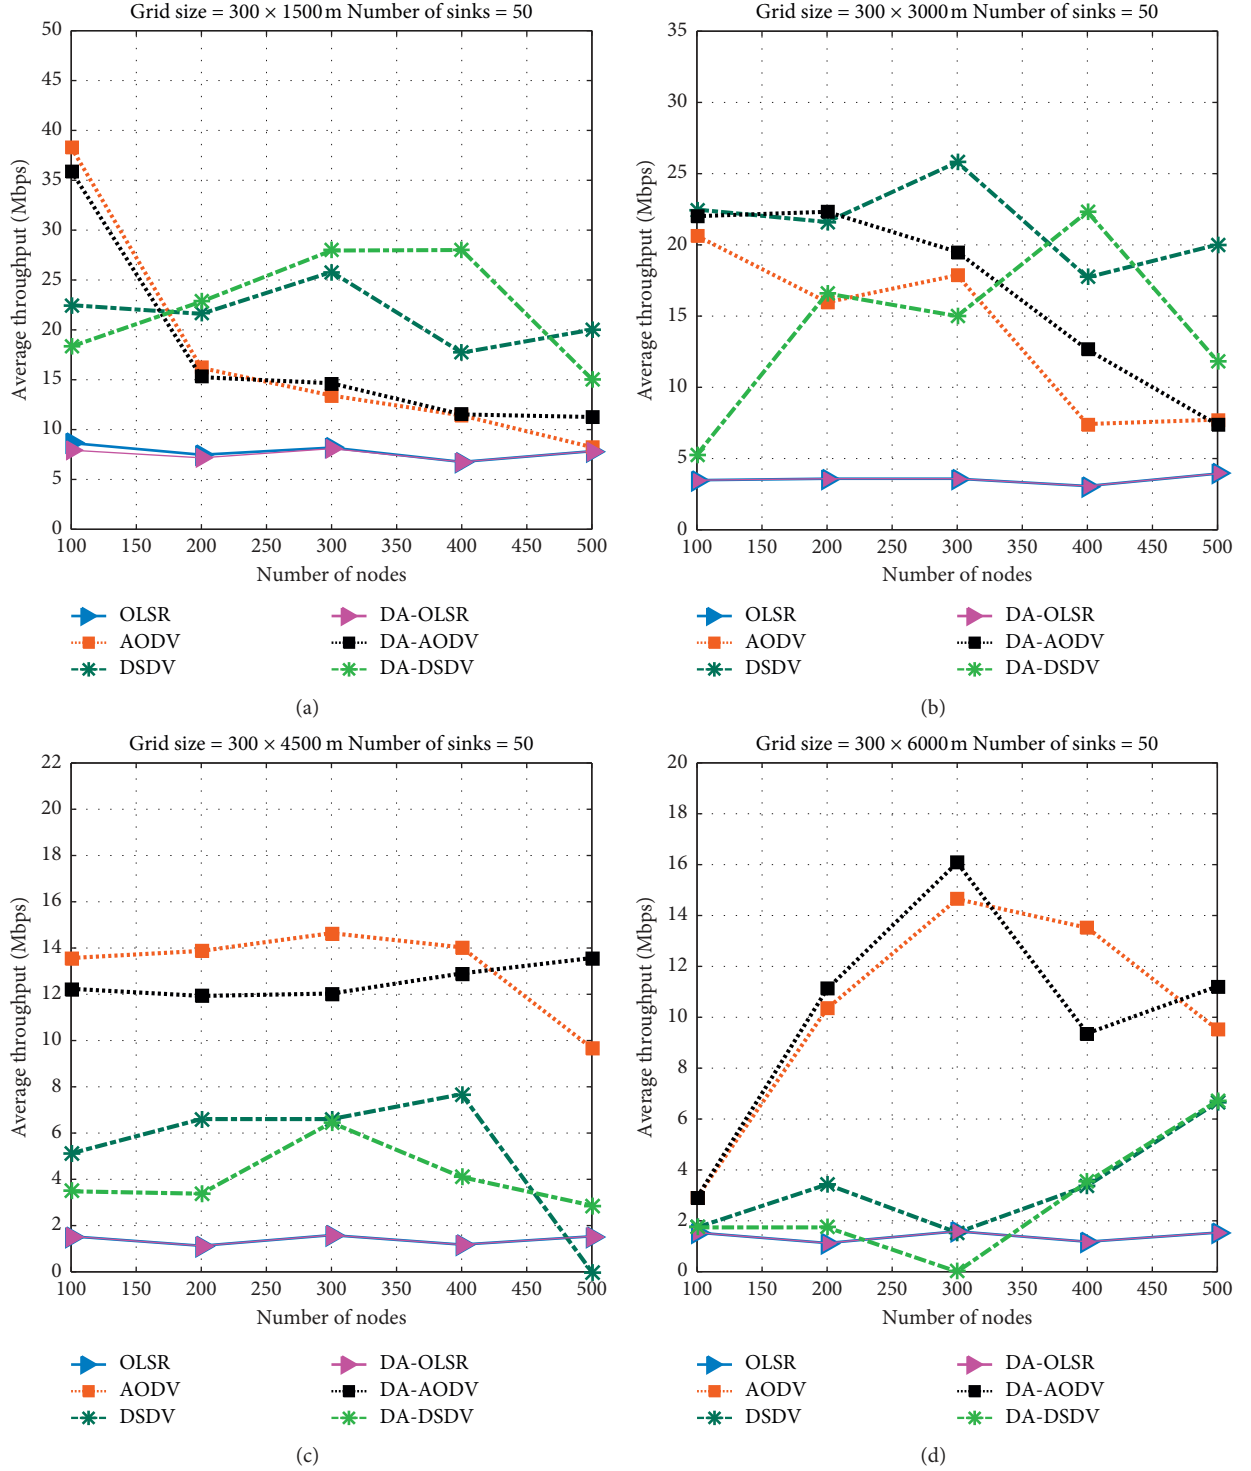 Grid size = 300 × 1500 m Number of sinks = 50
50
45
40
35
30
25
20
15
10
5
0
Average throughput (Mbps)
100 150 200 250 300 350 400 450 500
Number of nodes
OLSR DA-OLSR
AODV DA-AODV
DSDV DA-DSDV
(a)
Grid size = 300 × 3000 m Number of sinks = 50
35
30
25
20
15
10
5
0
Average throughput (Mbps)
100 150 200 250 300 350 400 450 500
Number of nodes
OLSR DA-OLSR
AODV DA-AODV
DSDV DA-DSDV
(b)
Grid size = 300 × 4500 m Number of sinks = 50
22
20
18
16
14
12
10
8
6
4
2
0
Average throughput (Mbps)
100 150 200 250 300 350 400 450 500
Number of nodes
OLSR DA-OLSR
AODV DA-AODV
DSDV DA-DSDV
(c)
Grid size = 300 × 6000 m Number of sinks = 50
20
18
16
14
12
10
8
6
4
2
0
Average throughput (Mbps)
100 150 200 250 300 350 400 450 500
Number of nodes
OLSR DA-OLSR
AODV DA-AODV
DSDV DA-DSDV
(d)